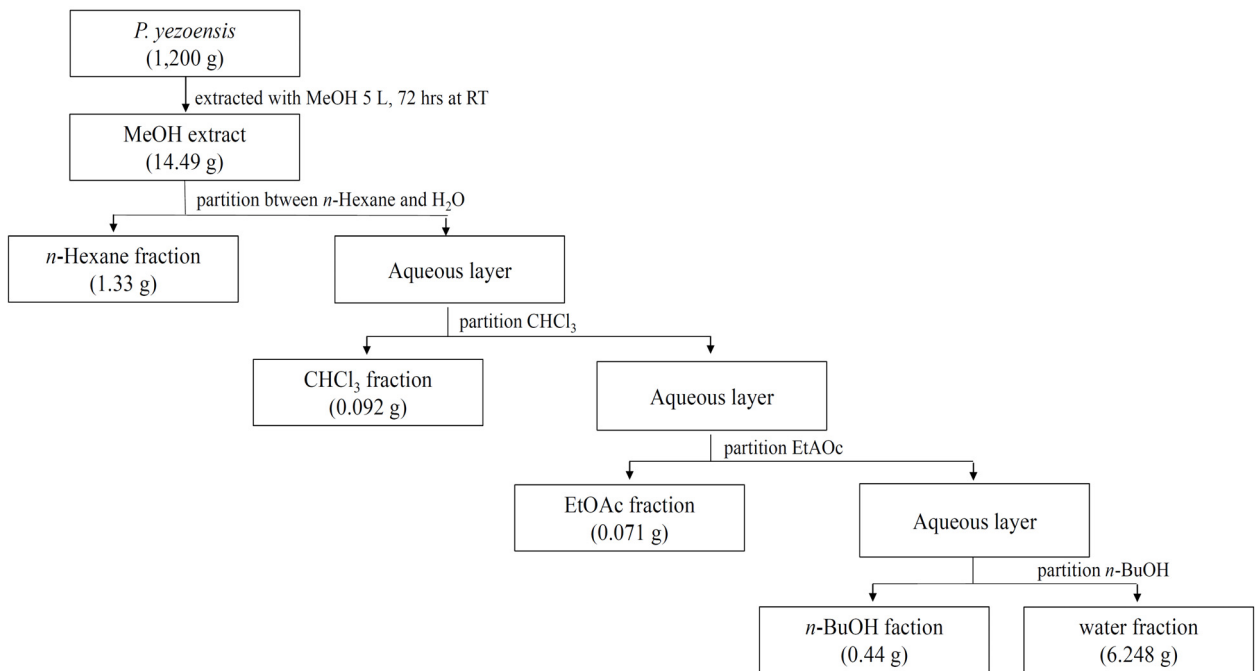 P. yezoensis
(1,200 g)
extracted with MeOH 5 L, 72 hrs at RT
MeOH extract
(14.49 g)
partition btween n-Hexane and H₂O
n-Hexane fraction
(1.33 g)
Aqueous layer
partition CHCl₃
CHCl₃ fraction
(0.092 g)
Aqueous layer
partition EtAOc
EtOAc fraction
(0.071 g)
Aqueous layer
partition n-BuOH
n-BuOH faction
(0.44 g)
water fraction
(6.248 g)